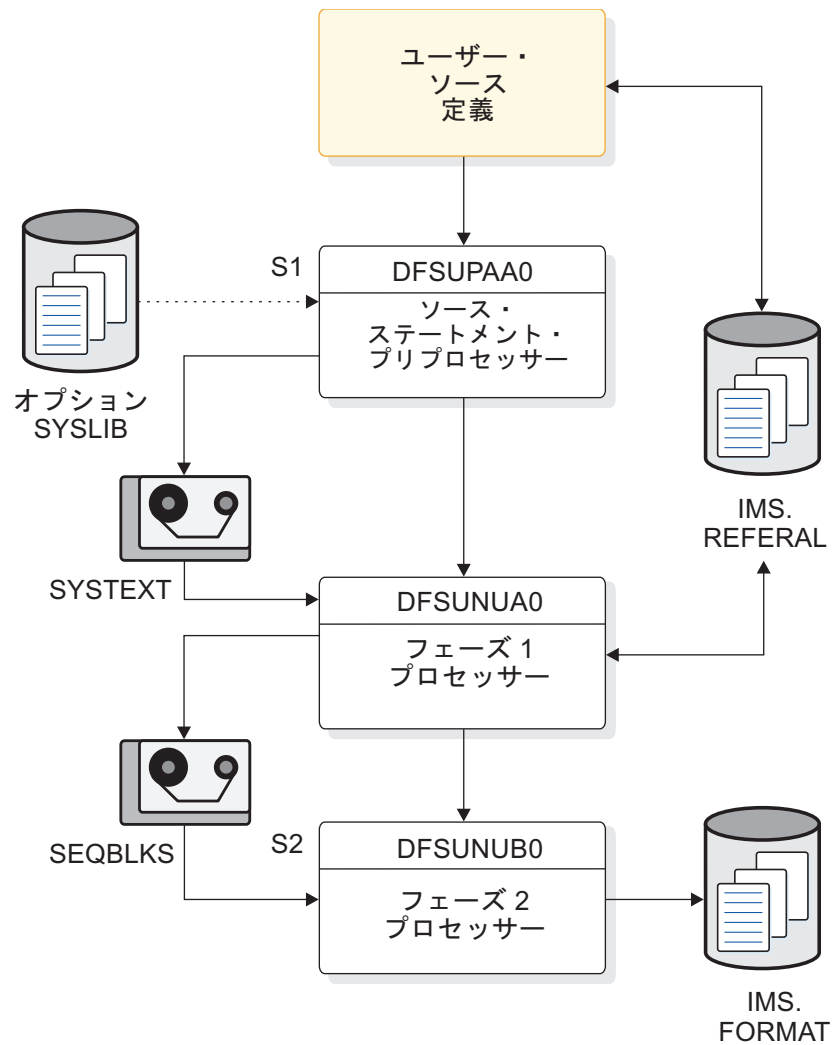 ユーザー・
ソース
定義
S1
DFSUPAA0
ソース・
ステートメント・
プリプロセッサー
オプション
SYSLIB
IMS.
REFERAL
SYSTEXT
DFSUNUA0
フェーズ 1
プロセッサー
SEQBLKS
S2
DFSUNUB0
フェーズ 2
プロセッサー
IMS.
FORMAT